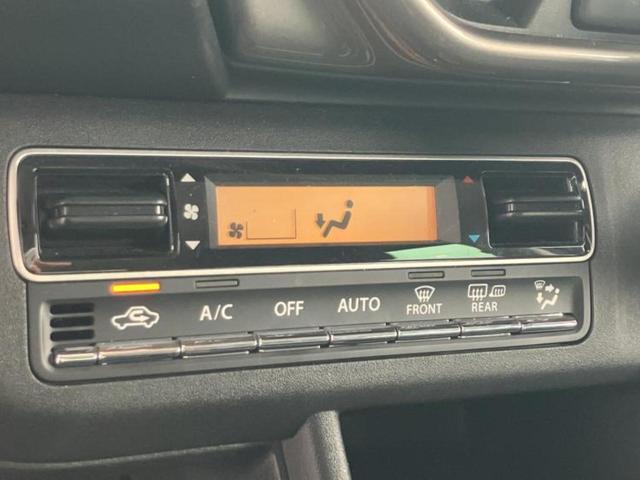 A/C OFF AUTO FRONT REAR